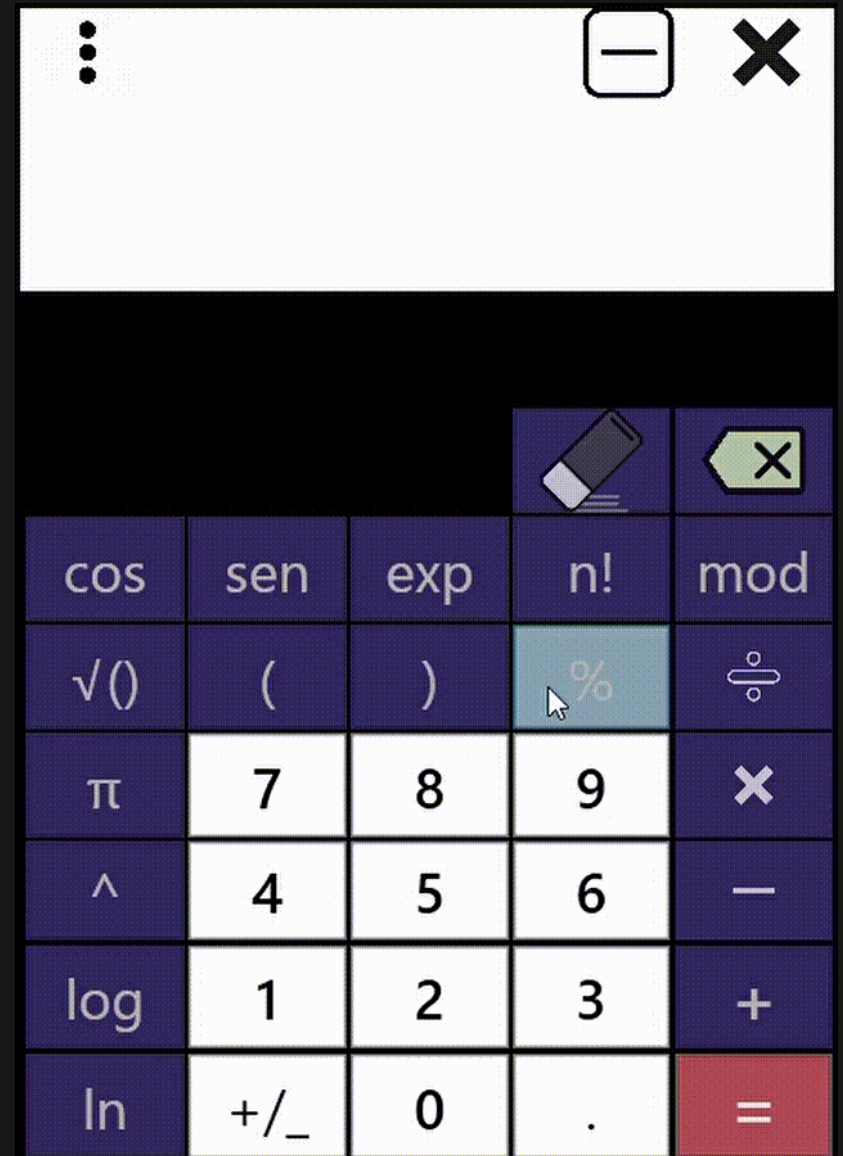 cos sen exp n! mod
√() ( ) % ÷
π 7 8 9 ×
^ 4 5 6 −
log 1 2 3 +
ln +/_ 0 . =